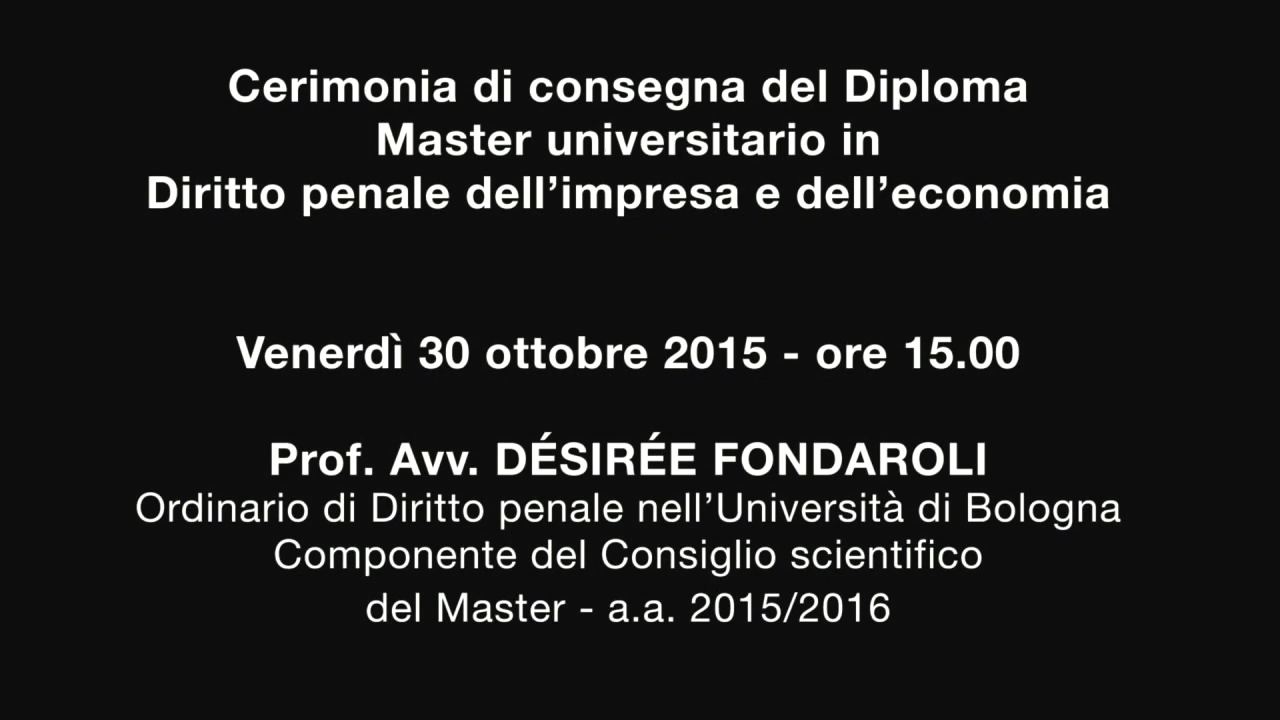 Cerimonia di consegna del Diploma
Master universitario in
Diritto penale dell’impresa e dell’economia
Venerdì 30 ottobre 2015 - ore 15.00
Prof. Avv. DÉSIRÉE FONDAROLI
Ordinario di Diritto penale nell’Università di Bologna
Componente del Consiglio scientifico
del Master - a.a. 2015/2016